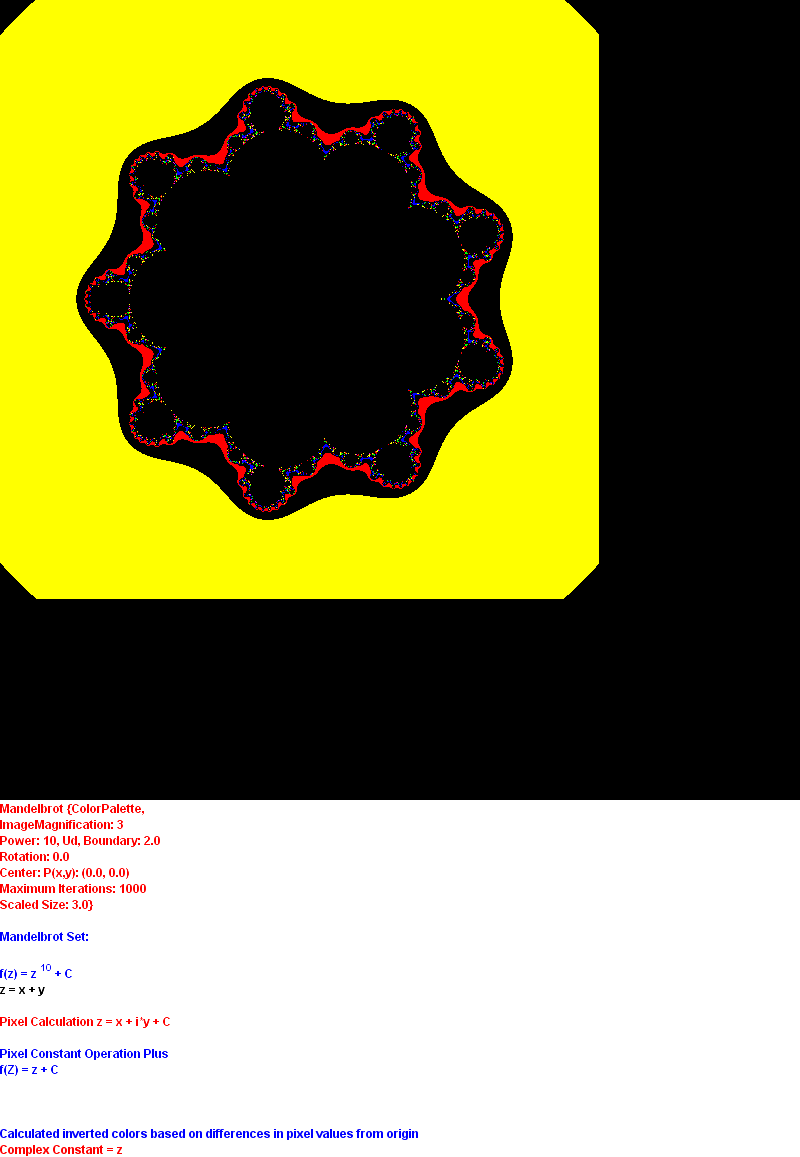 Mandelbrot {ColorPalette,
ImageMagnification: 3
Power: 10, Ud, Boundary: 2.0
Rotation: 0.0
Center: P(x,y): (0.0, 0.0)
Maximum Iterations: 1000
Scaled Size: 3.0}
Mandelbrot Set:
f(z) = z 10 + C
z = x + y
Pixel Calculation z = x + i*y + C
Pixel Constant Operation Plus
f(Z) = z + C
Calculated inverted colors based on differences in pixel values from origin
Complex Constant = z